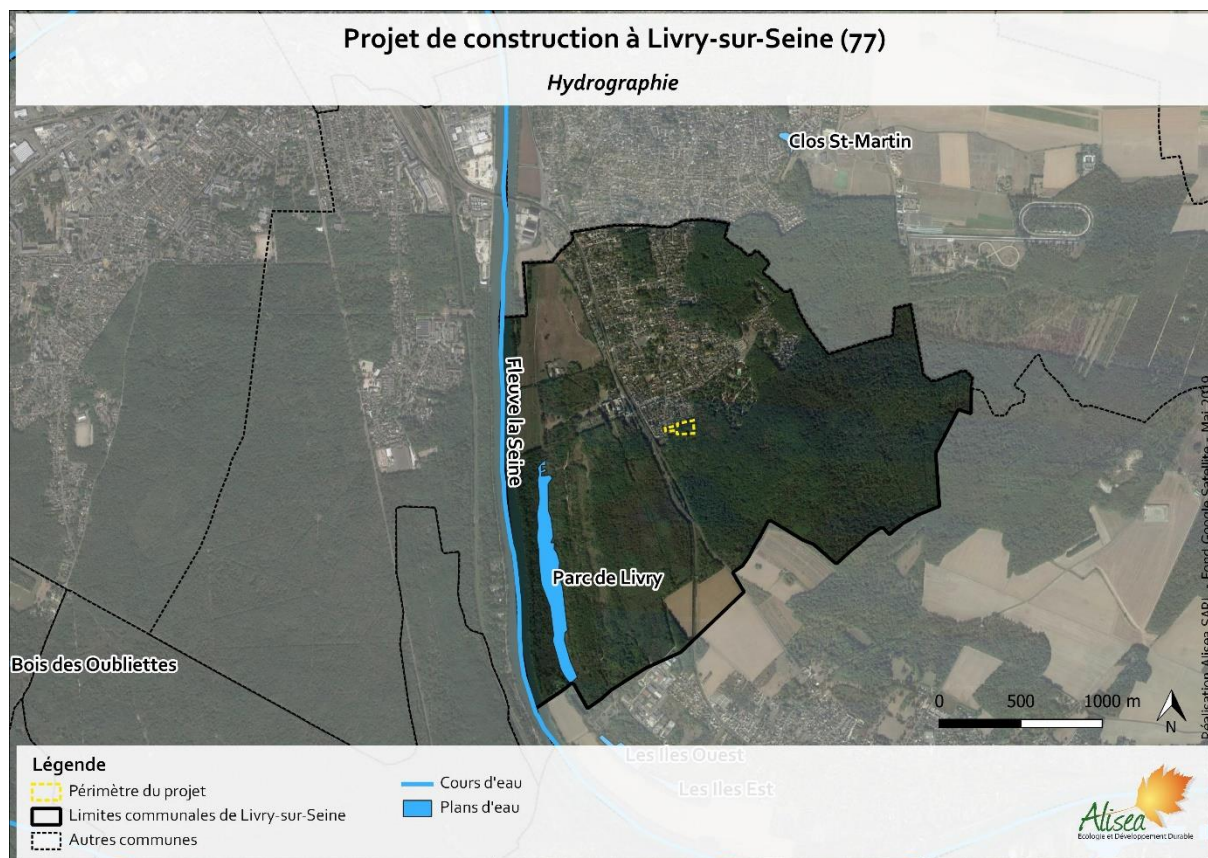 Projet de construction à Livry-sur-Seine (77)
Hydrographie
Clos St-Martin
Fleuve la Seine
Parc de Livry
Bois des Oubliettes
Les Iles Ouest
Les Iles Est
0 500 1000 m
N
Réalisation Alisea SARL - Fond Google Satellite - Mai 2019
Légende
Périmètre du projet
Limites communales de Livry-sur-Seine
Autres communes
Cours d'eau
Plans d'eau
Alisea
Ecologie et Développement Durable